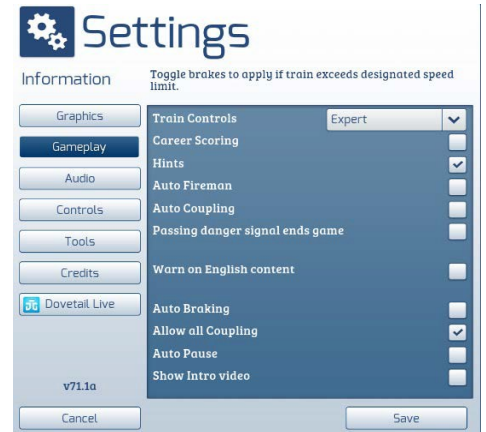 Settings
Information
Toggle brakes to apply if train exceeds designated speed
limit.
Graphics
Gameplay
Audio
Controls
Tools
Credits
Dovetail Live
v71.1a
Cancel
Train Controls Expert
Career Scoring
Hints
Auto Fireman
Auto Coupling
Passing danger signal ends game
Warn on English content
Auto Braking
Allow all Coupling
Auto Pause
Show Intro video
Save